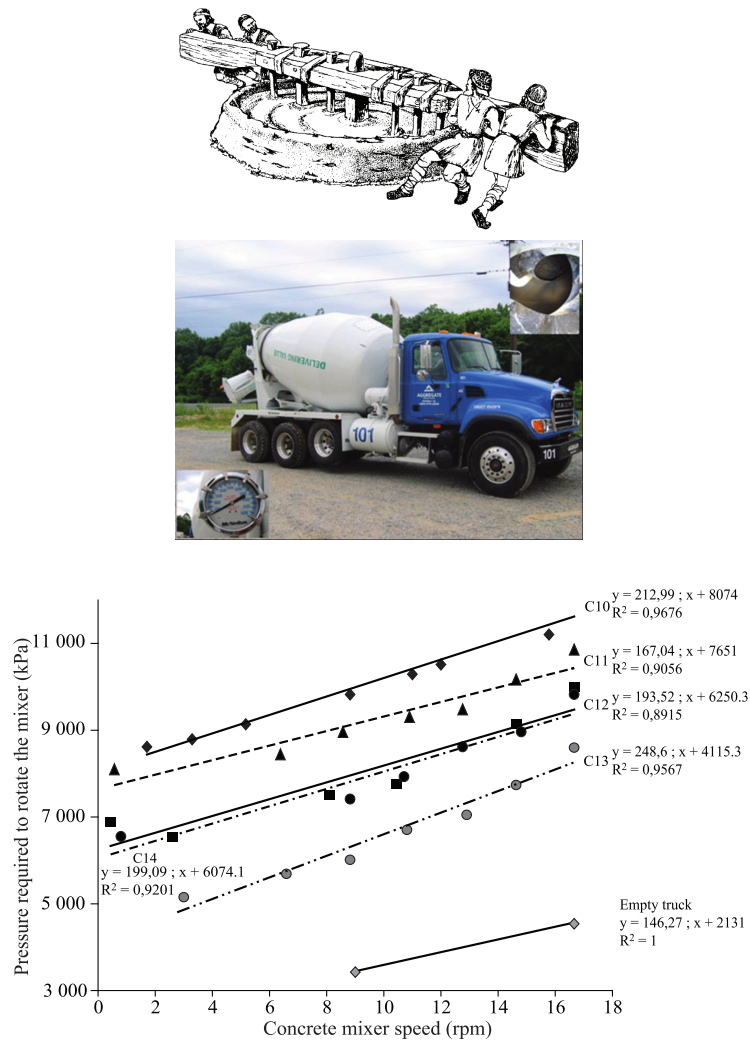 DELIVERING VALUE
AGGREGATE
101
101
C10
y = 212,99 ; x + 8074
R² = 0,9676
C11
y = 167,04 ; x + 7651
R² = 0,9056
C12
y = 193,52 ; x + 6250.3
R² = 0,8915
C13
y = 248,6 ; x + 4115.3
R² = 0,9567
C14
y = 199,09 ; x + 6074.1
R² = 0,9201
Empty truck
y = 146,27 ; x + 2131
R² = 1
Pressure required to rotate the mixer (kPa)
11 000
9 000
7 000
5 000
3 000
0 2 4 6 8 10 12 14 16 18
Concrete mixer speed (rpm)